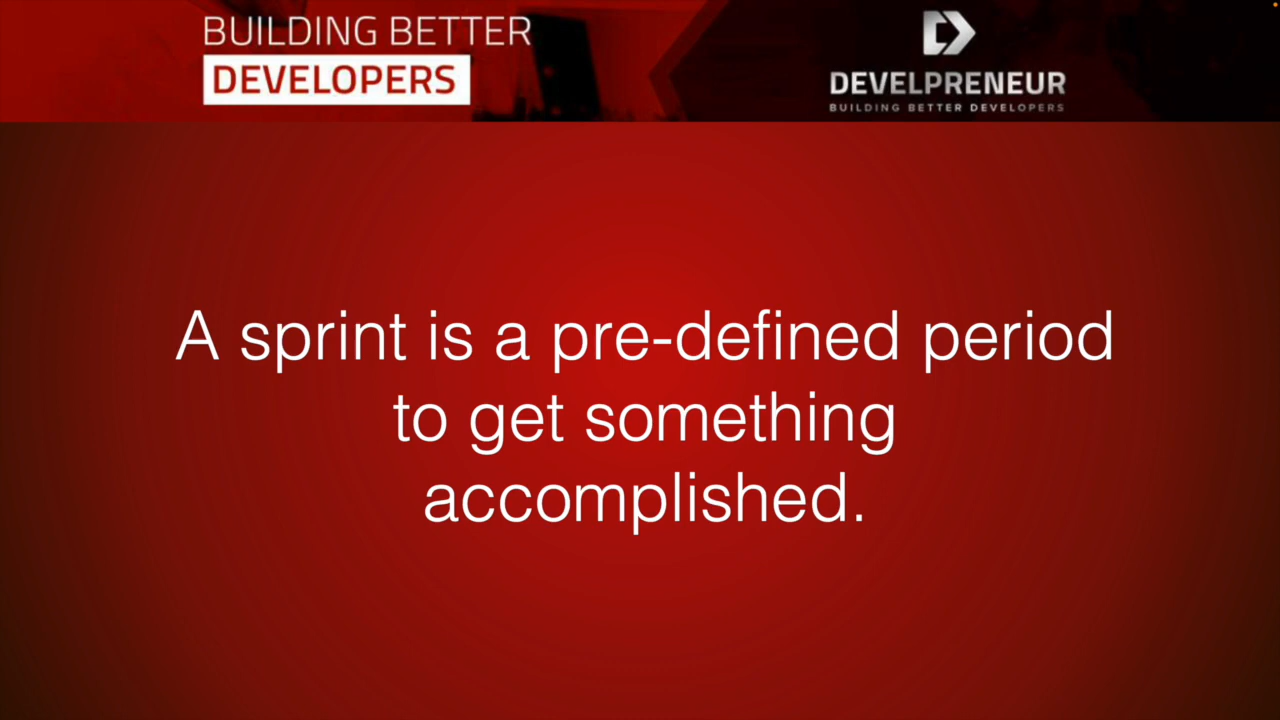 BUILDING BETTER
DEVELOPERS
DEVELPRENEUR
BUILDING BETTER DEVELOPERS
A sprint is a pre-defined period
to get something
accomplished.